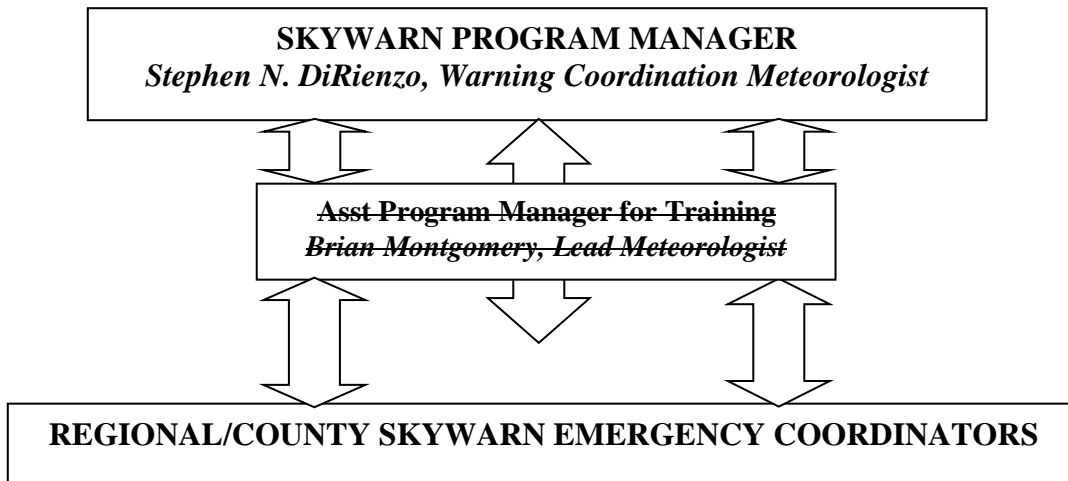 SKYWARN PROGRAM MANAGER
Stephen N. DiRienzo, Warning Coordination Meteorologist
Asst Program Manager for Training
Brian Montgomery, Lead Meteorologist
REGIONAL/COUNTY SKYWARN EMERGENCY COORDINATORS